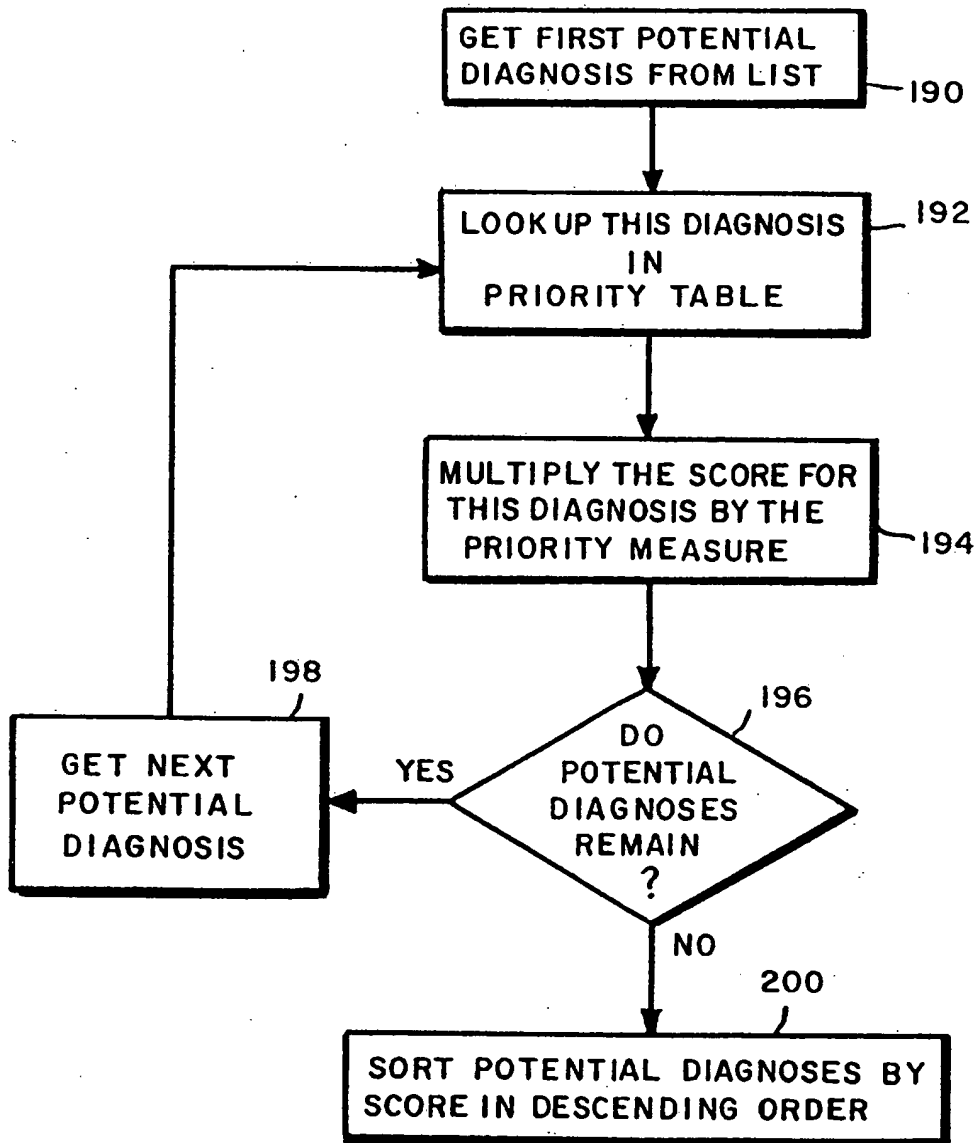 GET FIRST POTENTIAL
DIAGNOSIS FROM LIST
190
LOOK UP THIS DIAGNOSIS
IN
PRIORITY TABLE
192
MULTIPLY THE SCORE FOR
THIS DIAGNOSIS BY THE
PRIORITY MEASURE
194
196
DO
POTENTIAL
DIAGNOSES
REMAIN
?
YES
198
GET NEXT
POTENTIAL
DIAGNOSIS
NO
200
SORT POTENTIAL DIAGNOSES BY
SCORE IN DESCENDING ORDER